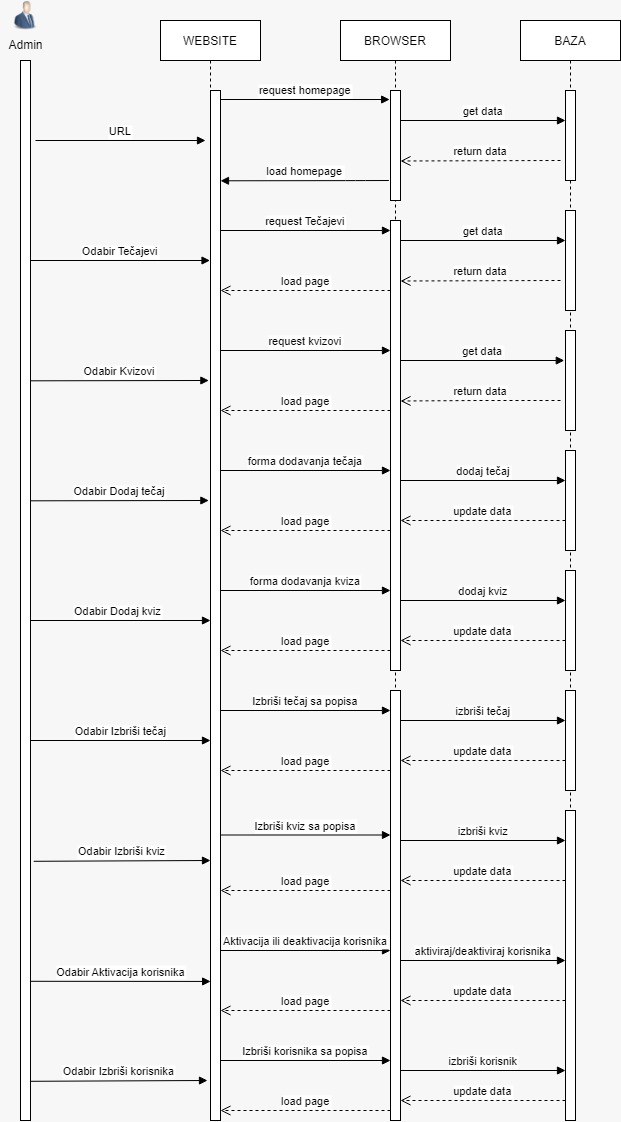 Admin
WEBSITE
BROWSER
BAZA
request homepage
get data
URL
return data
load homepage
request Tečajevi
get data
Odabir Tečajevi
return data
load page
request kvizovi
get data
Odabir Kvizovi
return data
load page
forma dodavanja tečaja
dodaj tečaj
Odabir Dodaj tečaj
update data
load page
forma dodavanja kviza
dodaj kviz
Odabir Dodaj kviz
update data
load page
Izbriši tečaj sa popisa
izbriši tečaj
Odabir Izbriši tečaj
update data
load page
Izbriši kviz sa popisa
izbriši kviz
Odabir Izbriši kviz
update data
load page
Aktivacija ili deaktivacija korisnika
aktiviraj/deaktiviraj korisnika
Odabir Aktivacija korisnika
update data
load page
Izbriši korisnika sa popisa
izbriši korisnik
Odabir Izbriši korisnika
update data
load page